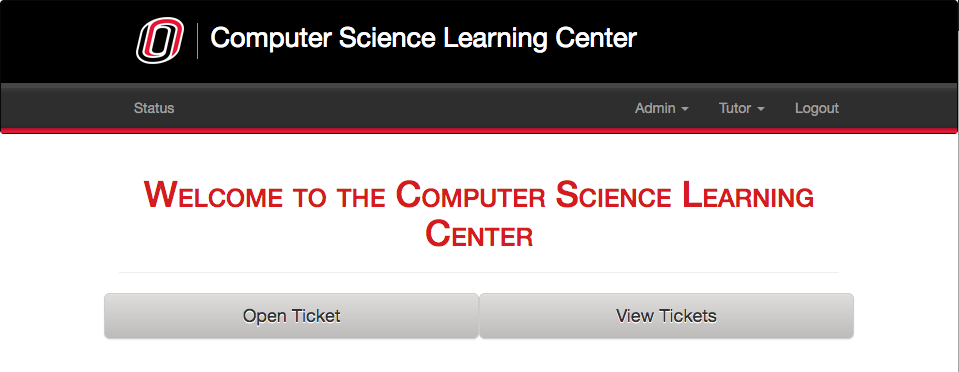 Computer Science Learning Center
Status
Admin
Tutor
Logout
Welcome to the Computer Science Learning
Center
Open Ticket
View Tickets